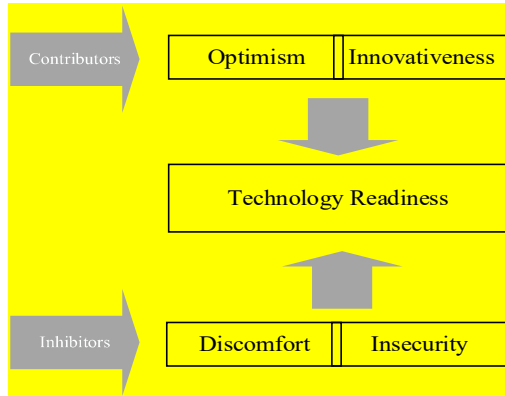 Contributors
Optimism Innovativeness
Technology Readiness
Inhibitors
Discomfort Insecurity